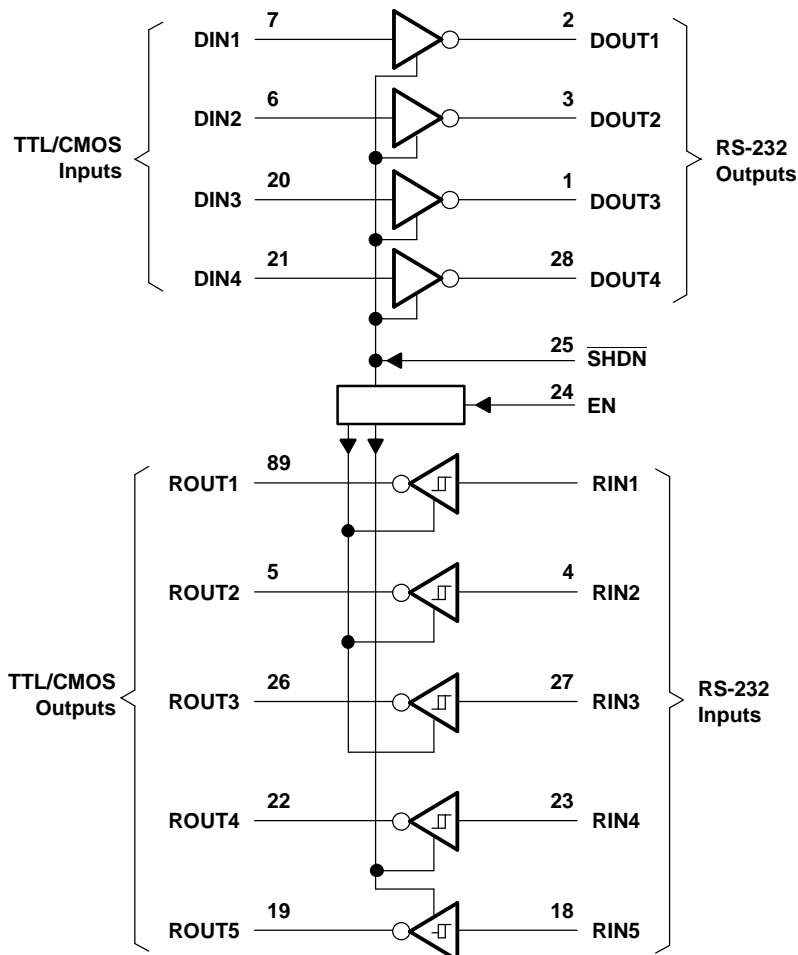 7 2
DIN1 DOUT1
6 3
DIN2 DOUT2
TTL/CMOS
Inputs
RS-232
Outputs
20 1
DIN3 DOUT3
21 28
DIN4 DOUT4
25 SHDN
24 EN
89
ROUT1 RIN1
5 4
ROUT2 RIN2
TTL/CMOS
Outputs
26 27
ROUT3 RIN3
RS-232
Inputs
22 23
ROUT4 RIN4
19 18
ROUT5 RIN5